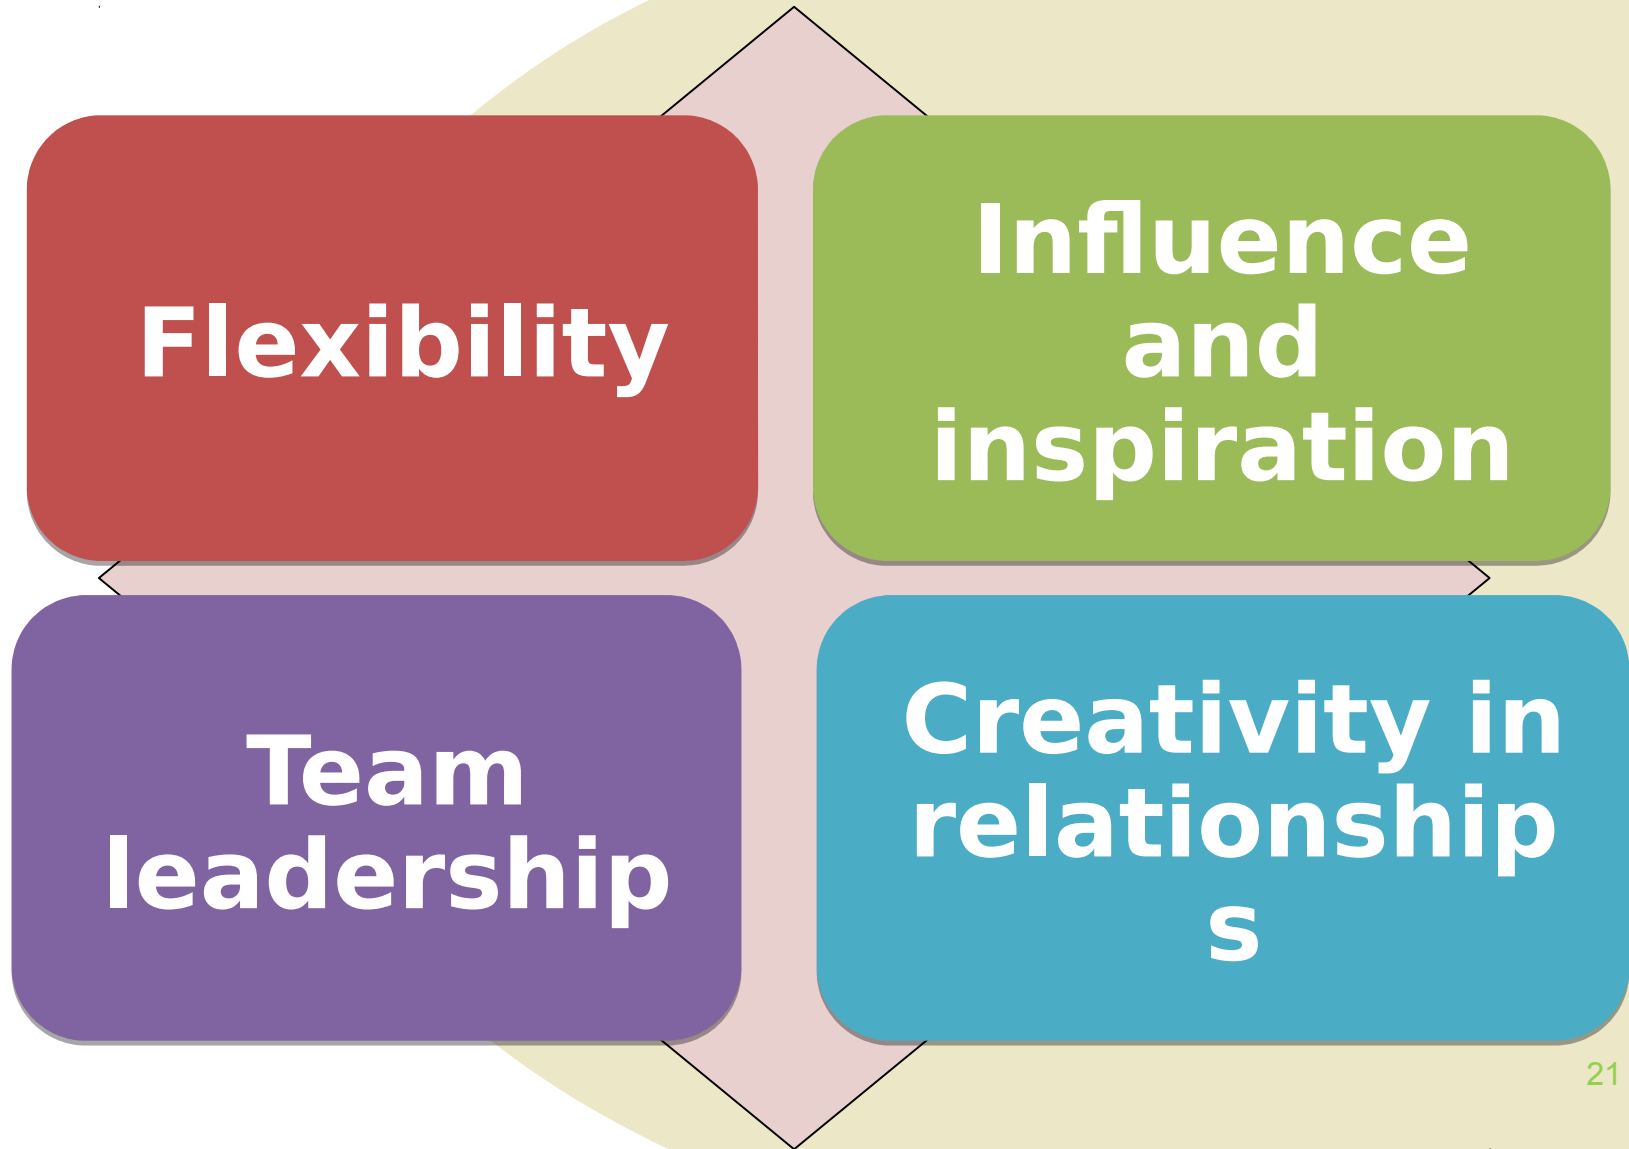 Flexibility
Influence
and
inspiration
Team
leadership
Creativity in
relationship
s
21